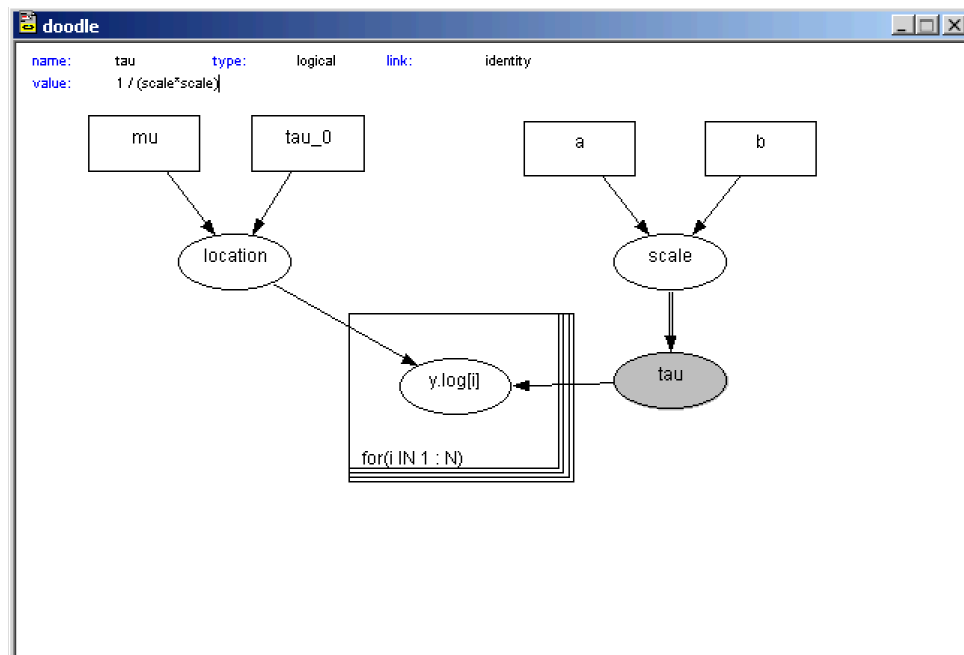 doodle
name: tau type: logical link: identity
value: 1 / (scale*scale)
mu tau_0 a b
location scale
y.log[i] tau
for(i IN 1 : N)